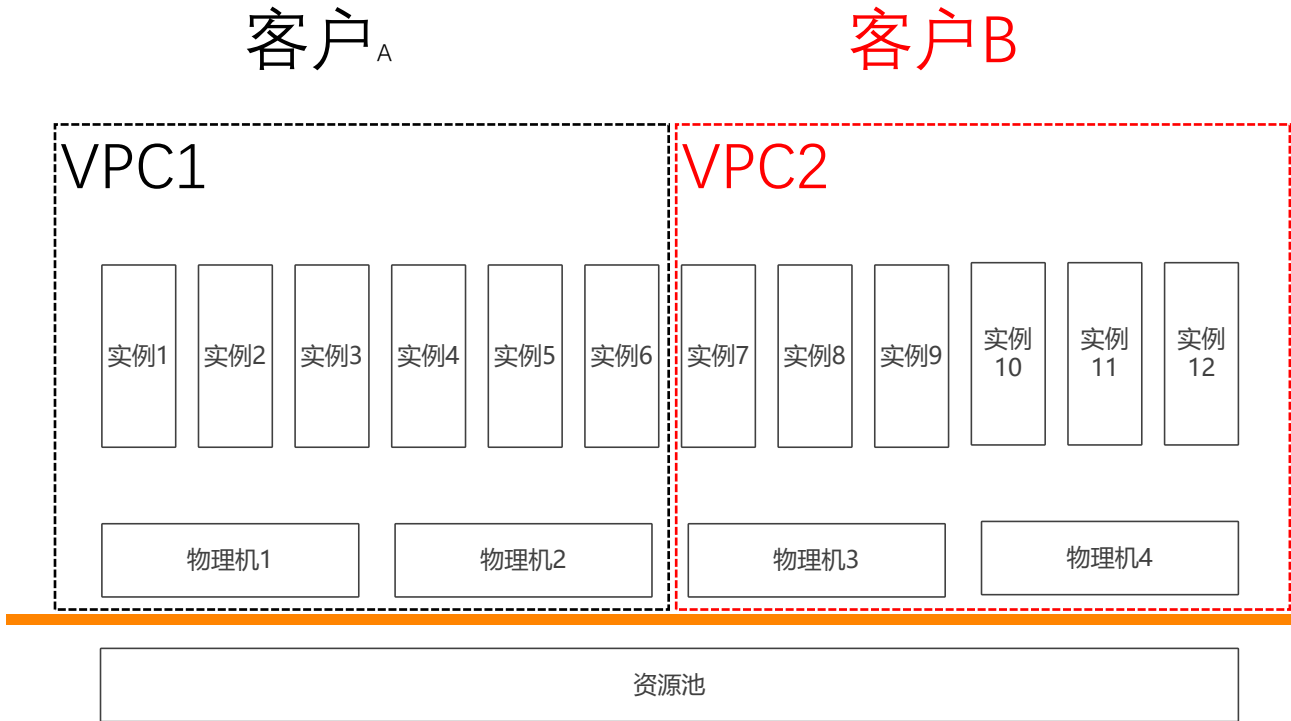 客户A
客户B
VPC1
VPC2
实例1
实例2
实例3
实例4
实例5
实例6
实例7
实例8
实例9
实例
10
实例
11
实例
12
物理机1
物理机2
物理机3
物理机4
资源池